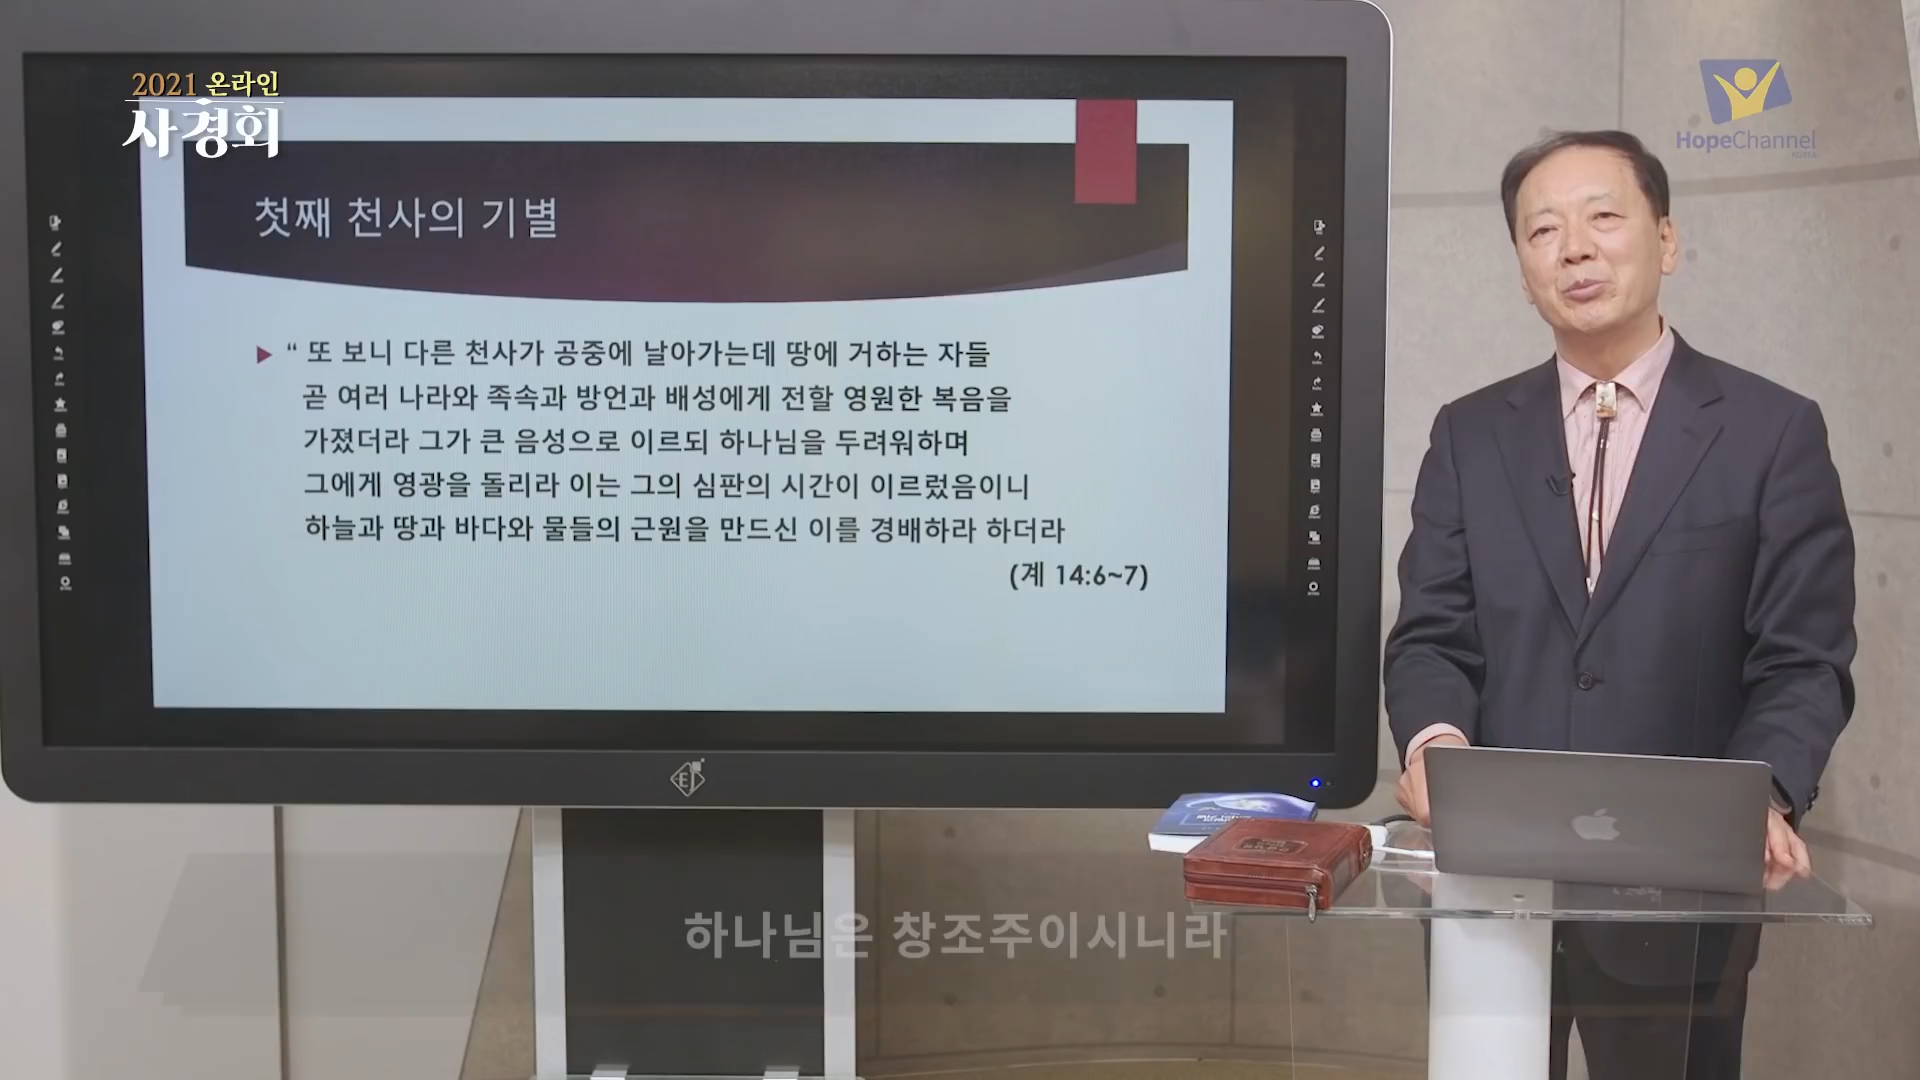 2021 온라인
사경회
HopeChannel
KOREA
첫째 천사의 기별
“ 또 보니 다른 천사가 공중에 날아가는데 땅에 거하는 자들
곧 여러 나라와 족속과 방언과 배성에게 전할 영원한 복음을
가졌더라 그가 큰 음성으로 이르되 하나님을 두려워하며
그에게 영광을 돌리라 이는 그의 심판의 시간이 이르렀음이니
하늘과 땅과 바다와 물들의 근원을 만드신 이를 경배하라 하더라
(계 14:6~7)
하나님은 창조주이시니라